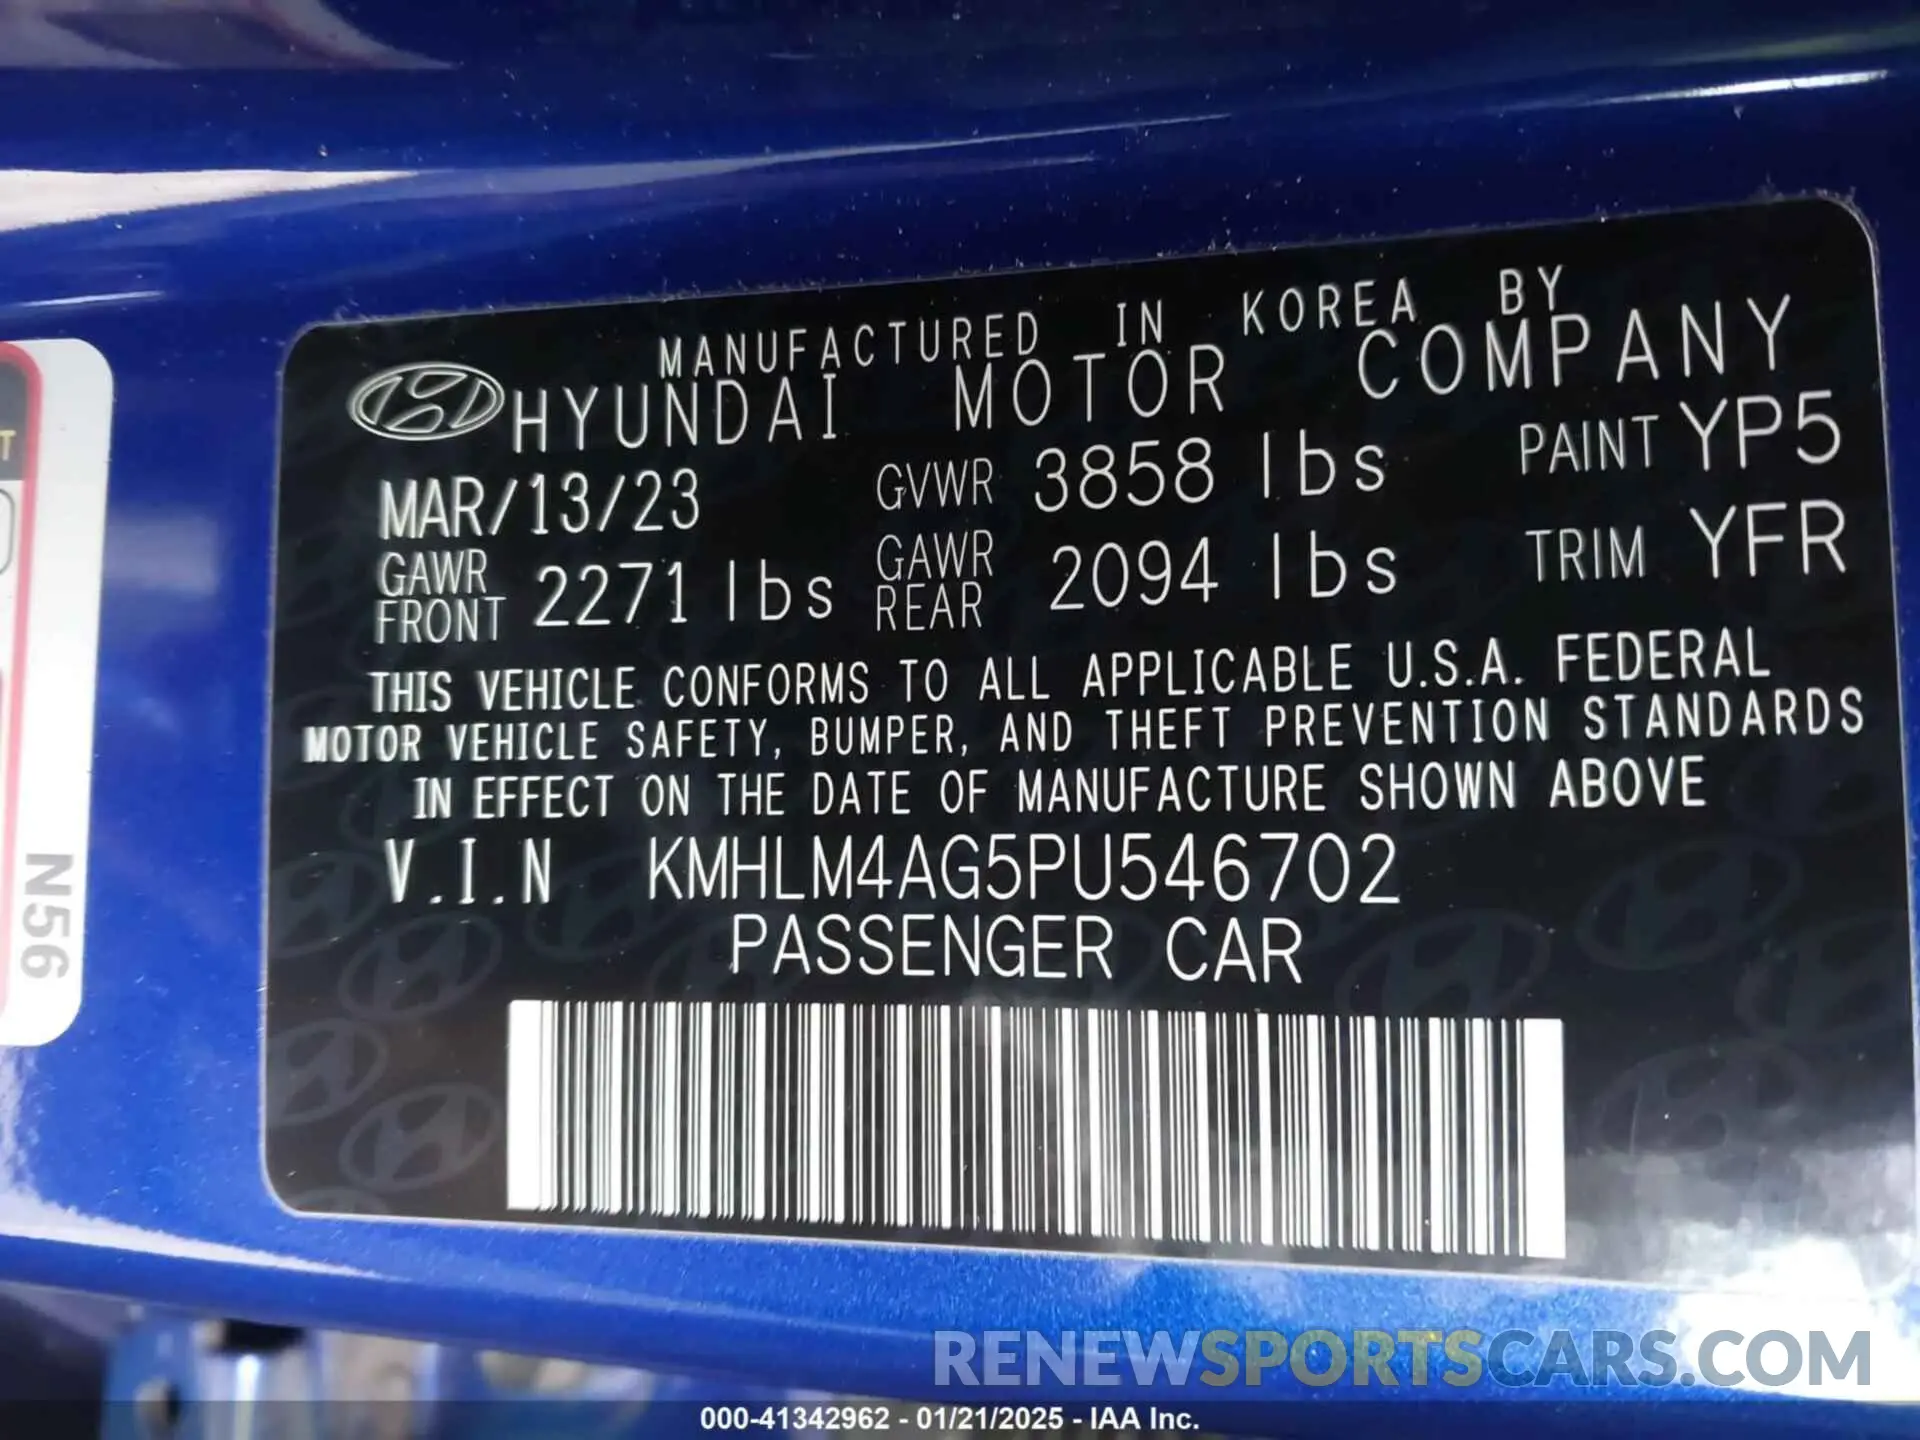 MANUFACTURED IN KOREA BY
HYUNDAI MOTOR COMPANY
MAR/13/23 GVWR 3858 lbs PAINT YP5
GAWR FRONT 2271 lbs GAWR REAR 2094 lbs TRIM YFR
THIS VEHICLE CONFORMS TO ALL APPLICABLE U.S.A. FEDERAL
MOTOR VEHICLE SAFETY, BUMPER, AND THEFT PREVENTION STANDARDS
IN EFFECT ON THE DATE OF MANUFACTURE SHOWN ABOVE
V.I.N KMHLM4AG5PU546702
PASSENGER CAR
N56
RENEWSPORTSCARS.COM
000-41342962 - 01/21/2025 - IAA Inc.